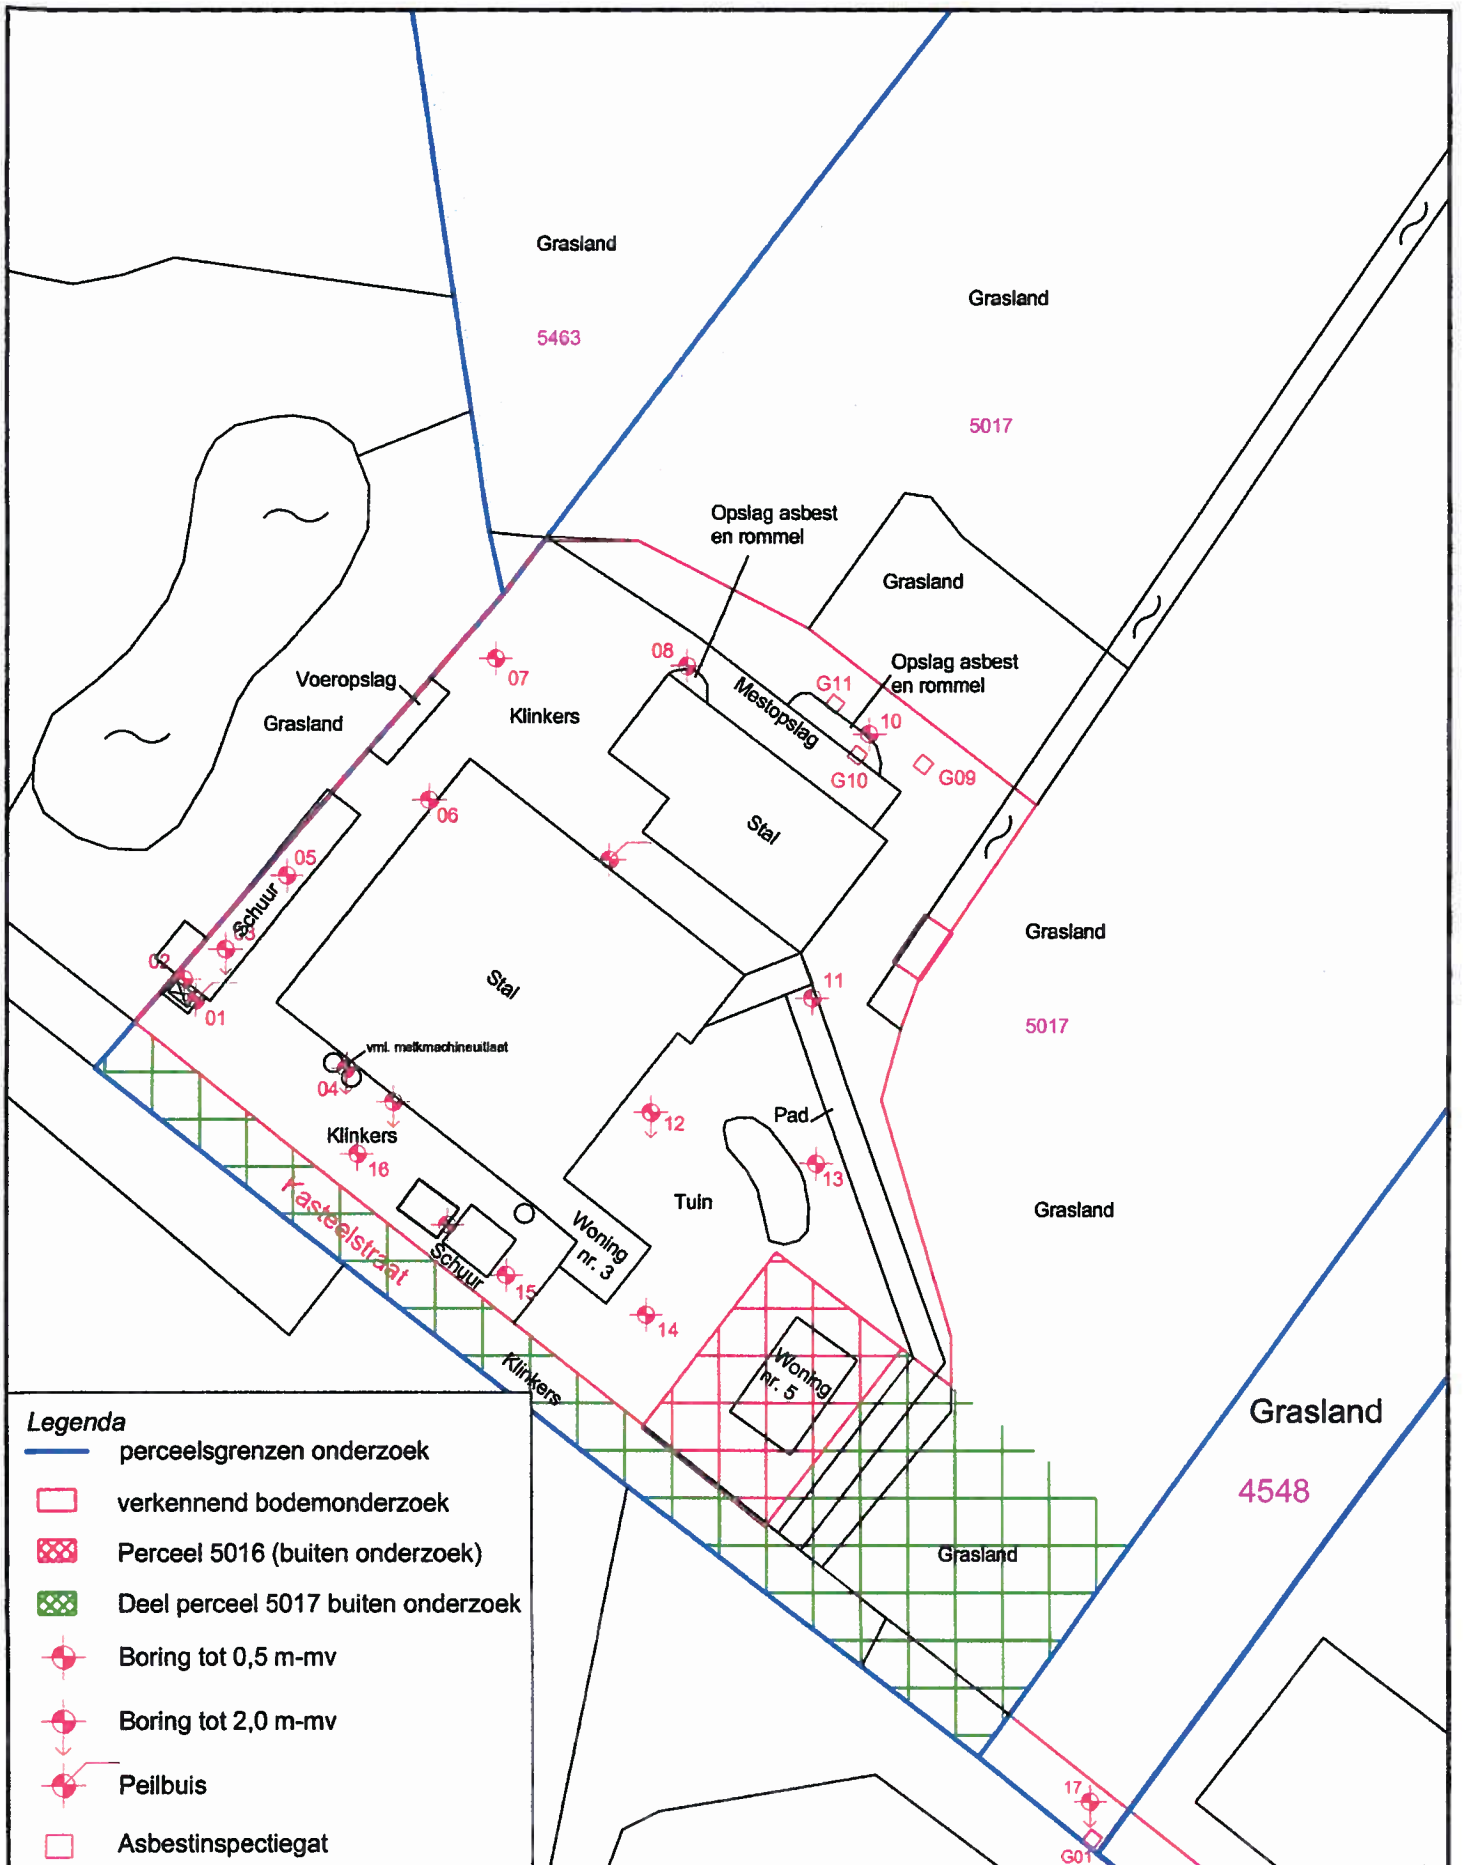 Grasland
Grasland
5463
5017
Opslag asbest
en rommel
Grasland
08
Opslag asbest
en rommel
07
Voeropslag
G11
Mestopslag
Grasland
Klinkers
10
G10
G09
06
Stal
05
Schuur
03
Grasland
02
Stal
11
01
5017
vml. melkmachineuitlaat
04
Pad
12
Klinkers
16
13
Kasteelstraat
Tuin
Grasland
Woning
nr. 3
Schuur
15
14
Klinkers
Woning
nr. 5
Grasland
4548
Grasland
17
G01
Legenda
perceelsgrenzen onderzoek
verkennend bodemonderzoek
Perceel 5016 (buiten onderzoek)
Deel perceel 5017 buiten onderzoek
Boring tot 0,5 m-mv
Boring tot 2,0 m-mv
Peilbuis
Asbestinspectiegat